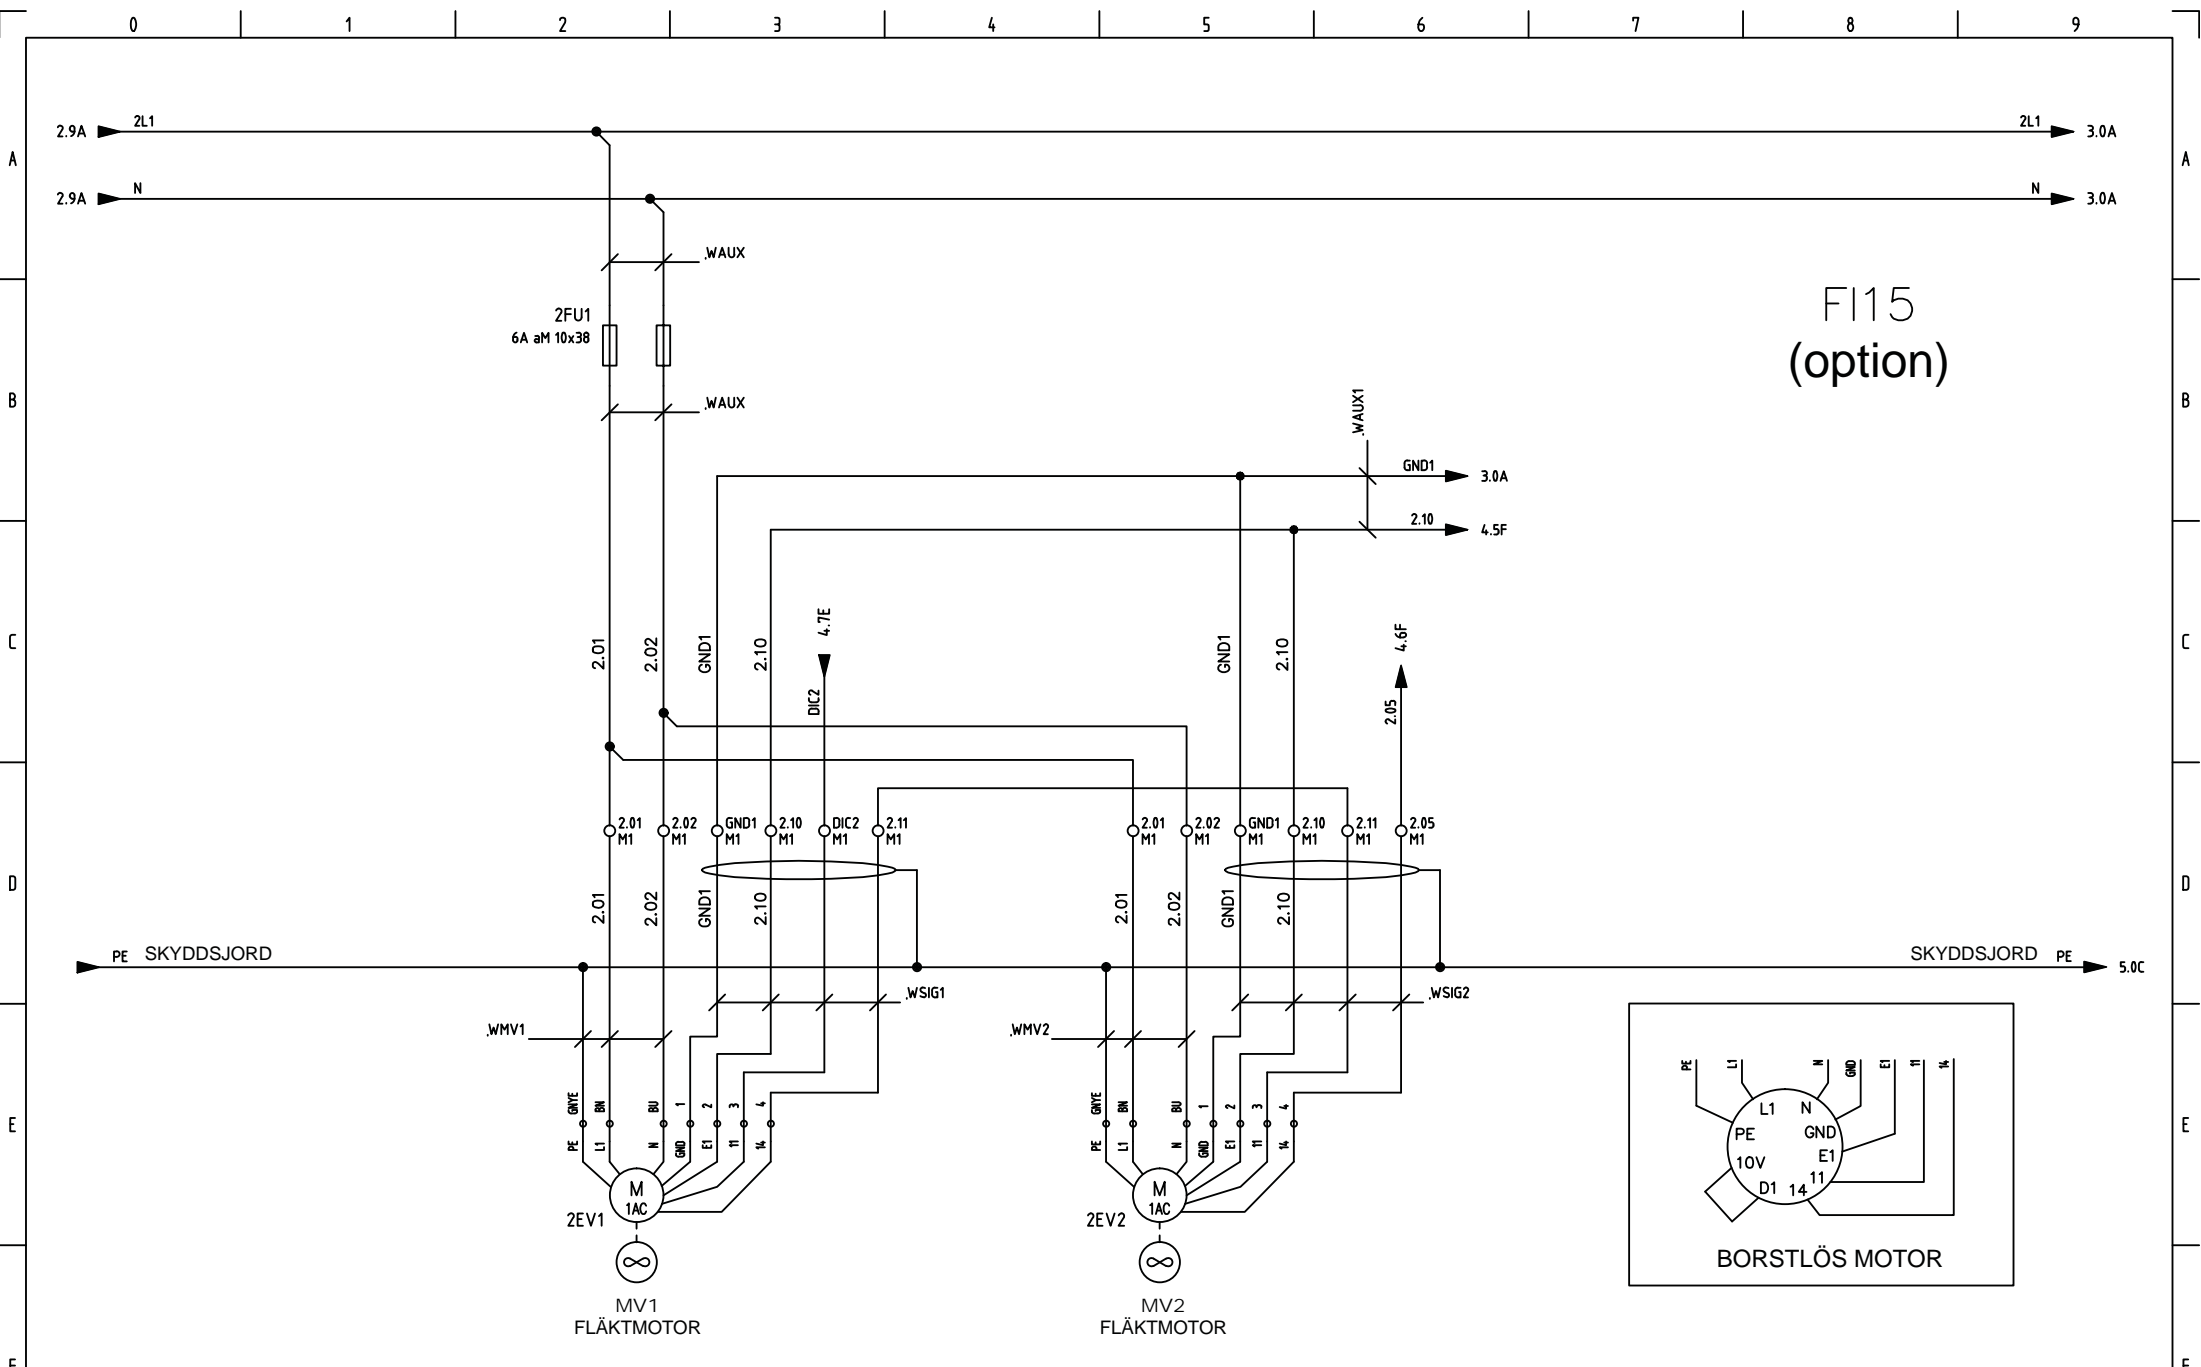 0 1 2 3 4 5 6 7 8 9
2.9A 2L1 2L1 3.0A
A A
2.9A N N 3.0A
.WAUX
FI15
2FU1
6A aM 10x38
(option)
B .WAUX .WAUX1 B
GND1 3.0A
2.10 4.5F
C 2.01 2.02 GND1 2.10 4.7E GND1 2.10 4.6F C
DIC2 2.05
2.01 2.02 GND1 2.10 DIC2 2.11 2.01 2.02 GND1 2.10 2.11 2.05
M1 M1 M1 M1 M1 M1 M1 M1 M1 M1 M1 M1
D D
2.01 2.02 GND1 2.10 2.01 2.02 GND1 2.10
PE SKYDDSJORD SKYDDSJORD PE 5.0C
.WSIG1 .WSIG2
.WMV1 .WMV2
PE L1 N GND E1 11 14
GNYE BN BU 1 2 3 4 GNYE BN BU 1 2 3 4
L1 N
E E
PE GND
PE L1 N GND E1 11 14 PE L1 N GND E1 11 14
E1
10V
11
D1 14
M M
1AC 1AC
2EV1 2EV2
BORSTLÖS MOTOR
MV1 MV2
FLÄKTMOTOR FLÄKTMOTOR